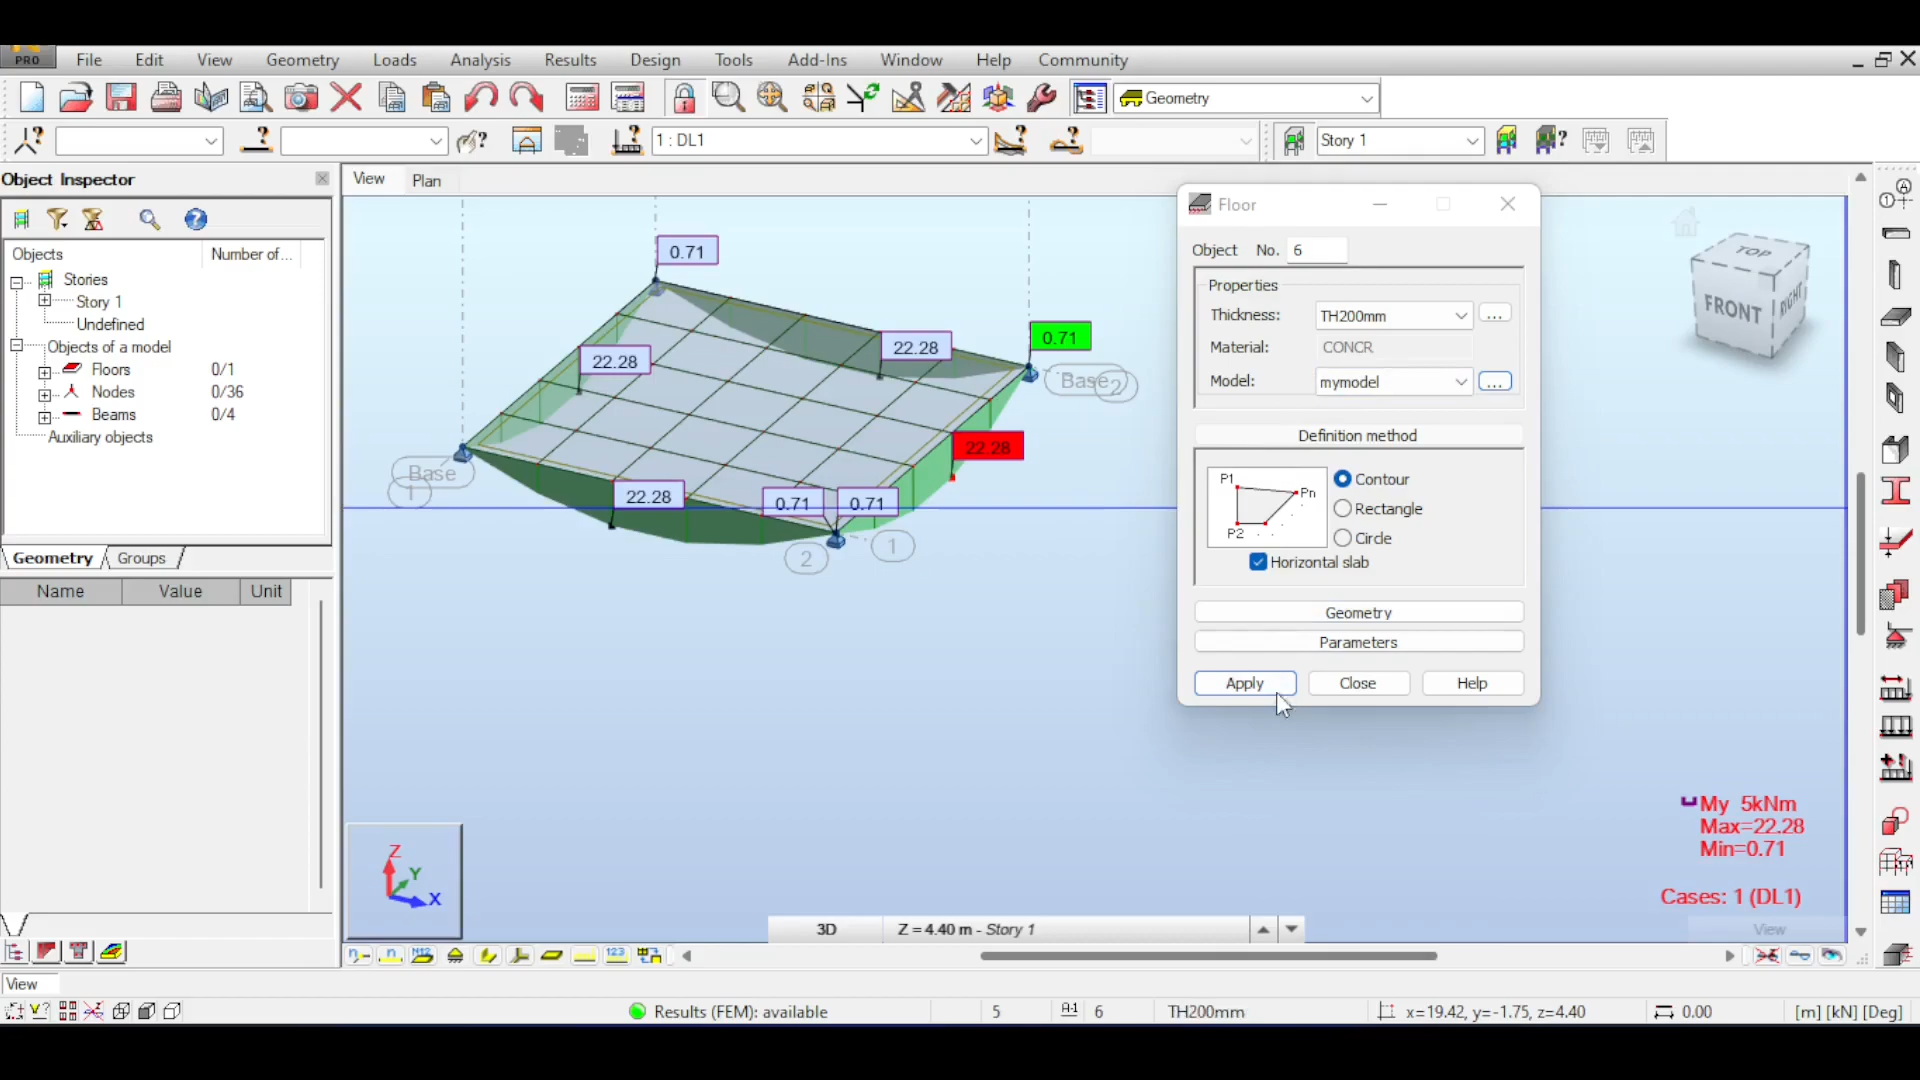 PRO
File Edit View Geometry Loads Analysis Results Design Tools Add-Ins Window Help Community
Geometry
1 : DL1
Story 1
Object Inspector
Objects Number of...
Stories
Story 1
Undefined
Objects of a model
Floors 0/1
Nodes 0/36
Beams 0/4
Auxiliary objects
Geometry Groups
Name Value Unit
View Plan
0.71
0.71
22.28
22.28
Base
2
22.28
Base
1
22.28
0.71
0.71
2
1
TOP
FRONT
RIGHT
Floor
Object No. 6
Properties
Thickness: TH200mm ...
Material: CONCR
Model: mymodel ...
Definition method
P1
Pn
P2
Contour
Rectangle
Circle
Horizontal slab
Geometry
Parameters
Apply Close Help
My 5kNm
Max=22.28
Min=0.71
Cases: 1 (DL1)
Z
Y
X
3D Z = 4.40 m - Story 1
View
View
Results (FEM): available 5 6 TH200mm x=19.42, y=-1.75, z=4.40 0.00 [m] [kN] [Deg]